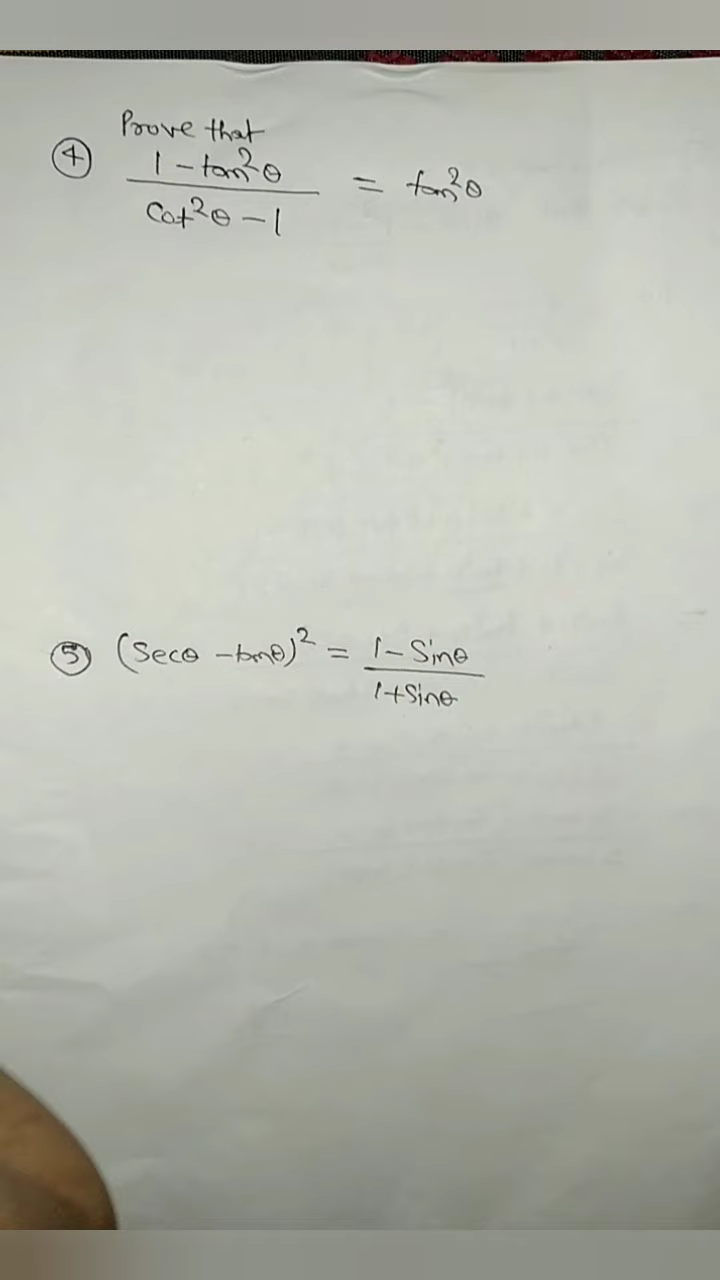 Prove that
④ 1 - tan²θ / Cot²θ - 1 = tan²θ
⑤ (Secθ - tanθ)² = 1 - Sinθ / 1 + Sinθ